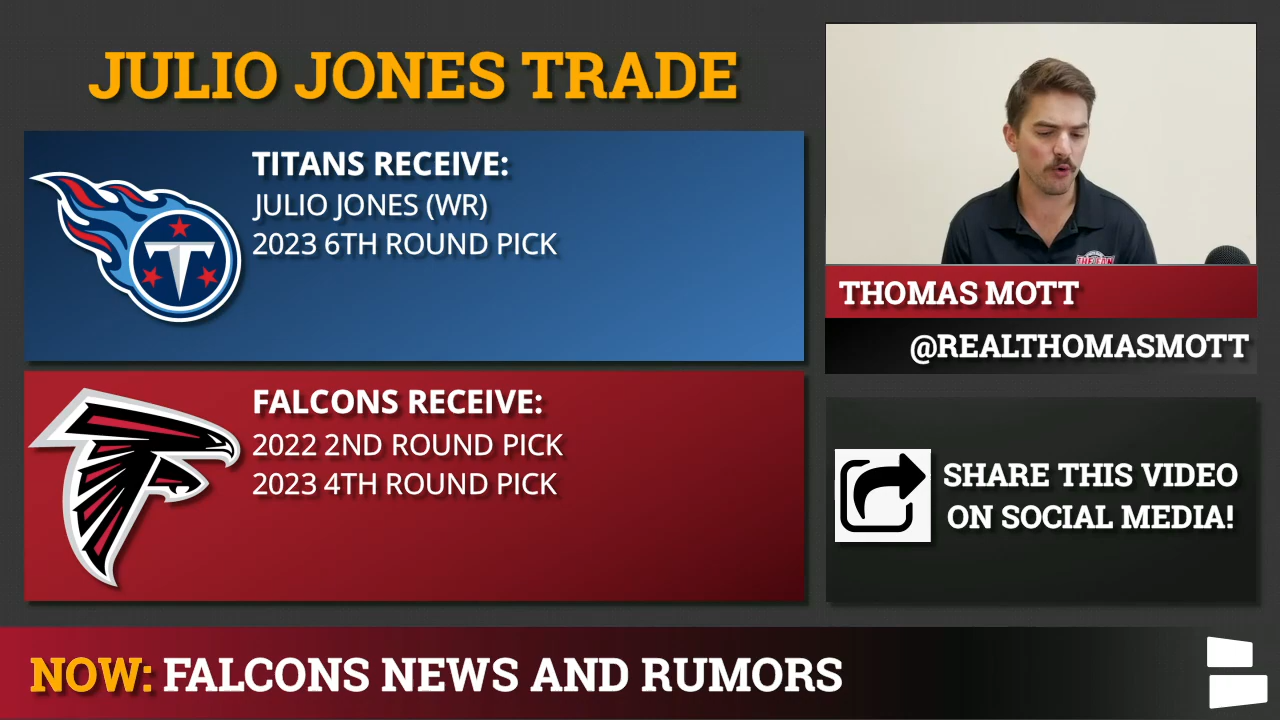 JULIO JONES TRADE
TITANS RECEIVE:
JULIO JONES (WR)
2023 6TH ROUND PICK
FALCONS RECEIVE:
2022 2ND ROUND PICK
2023 4TH ROUND PICK
THOMAS MOTT
@REALTHOMASMOTT
SHARE THIS VIDEO
ON SOCIAL MEDIA!
NOW: FALCONS NEWS AND RUMORS